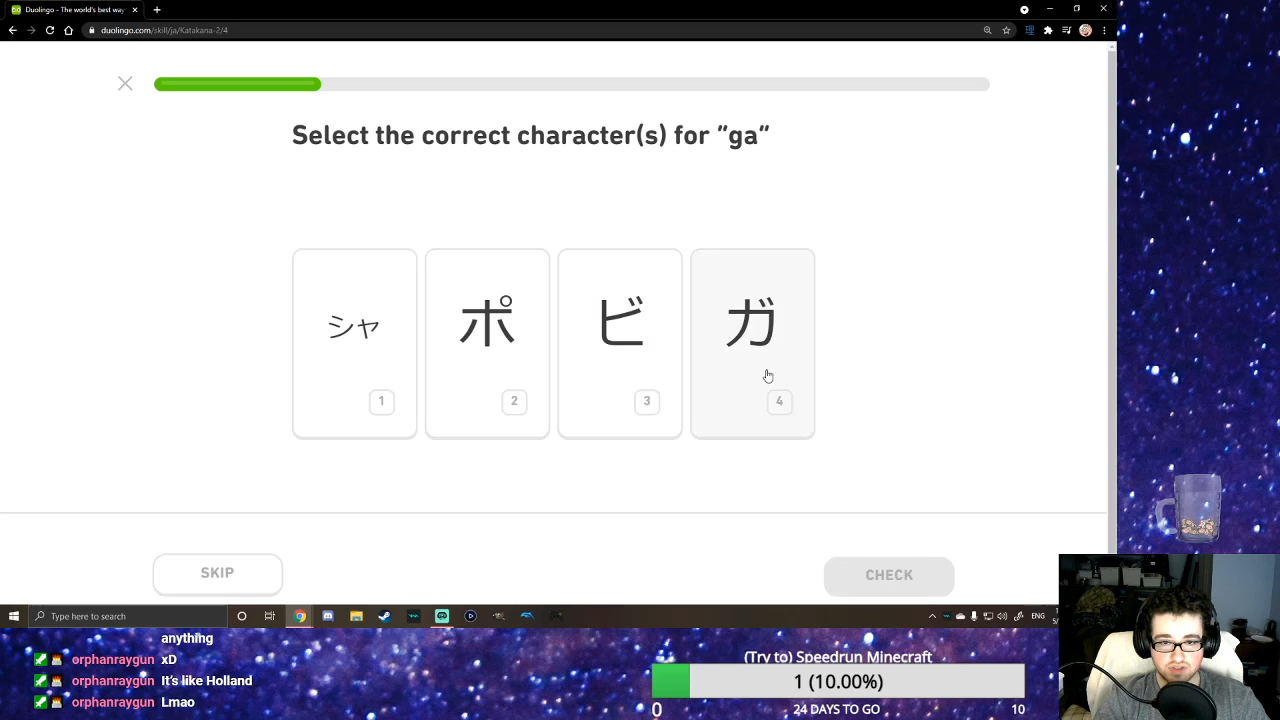 Duolingo - The world's best way
duolingo.com/skill/ja/Katakana-2/4
Select the correct character(s) for "ga"
シャ
ポ
ビ
ガ
1
2
3
4
SKIP
CHECK
Type here to search
ENG
anything
orphanraygun xD
orphanraygun It's like Holland
orphanraygun Lmao
(Try to) Speedrun Minecraft
1 (10.00%)
0
24 DAYS TO GO
10